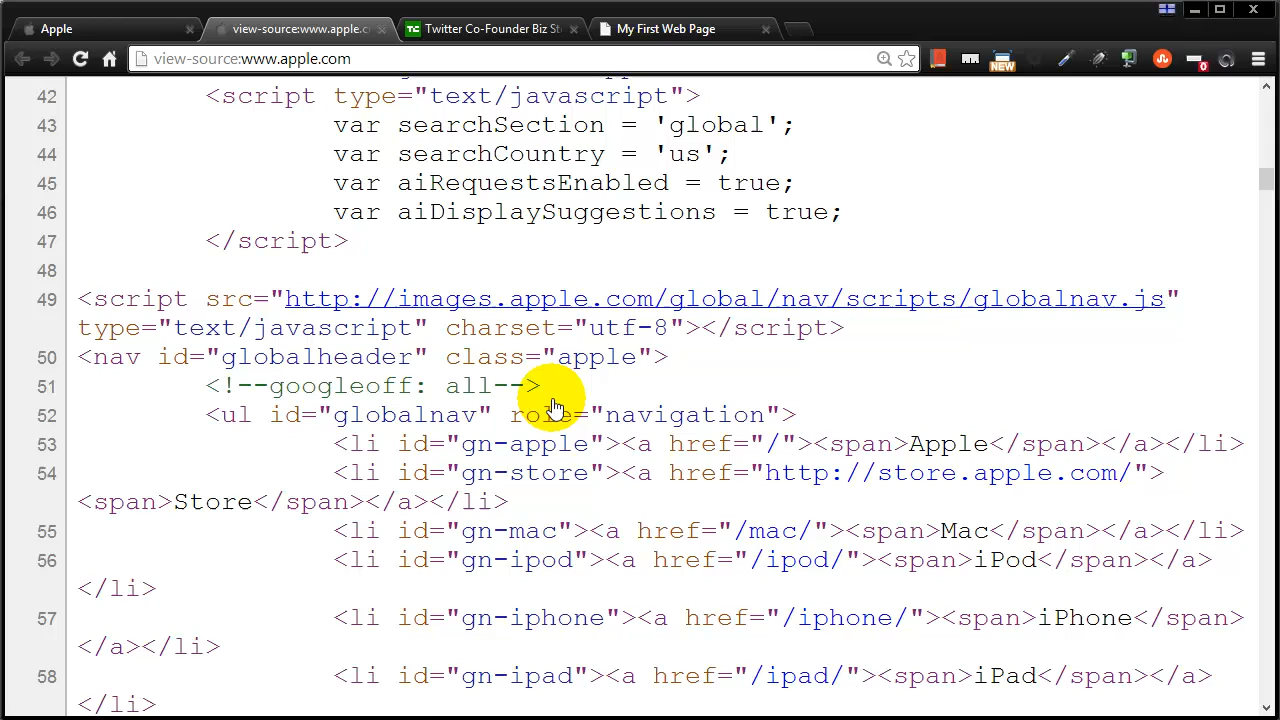 Apple
view-source:www.apple.c
Twitter Co-Founder Biz St
My First Web Page
view-source:www.apple.com
NEW
0
42 <script type="text/javascript">
43 var searchSection = 'global';
44 var searchCountry = 'us';
45 var aiRequestsEnabled = true;
46 var aiDisplaySuggestions = true;
47 </script>
48
49 <script src="http://images.apple.com/global/nav/scripts/globalnav.js"
type="text/javascript" charset="utf-8"></script>
50 <nav id="globalheader" class="apple">
51 <!--googleoff: all-->
52 <ul id="globalnav" role="navigation">
53 <li id="gn-apple"><a href="/"><span>Apple</span></a></li>
54 <li id="gn-store"><a href="http://store.apple.com/">
<span>Store</span></a></li>
55 <li id="gn-mac"><a href="/mac/"><span>Mac</span></a></li>
56 <li id="gn-ipod"><a href="/ipod/"><span>iPod</span></a>
</li>
57 <li id="gn-iphone"><a href="/iphone/"><span>iPhone</span>
</a></li>
58 <li id="gn-ipad"><a href="/ipad/"><span>iPad</span></a>
</li>